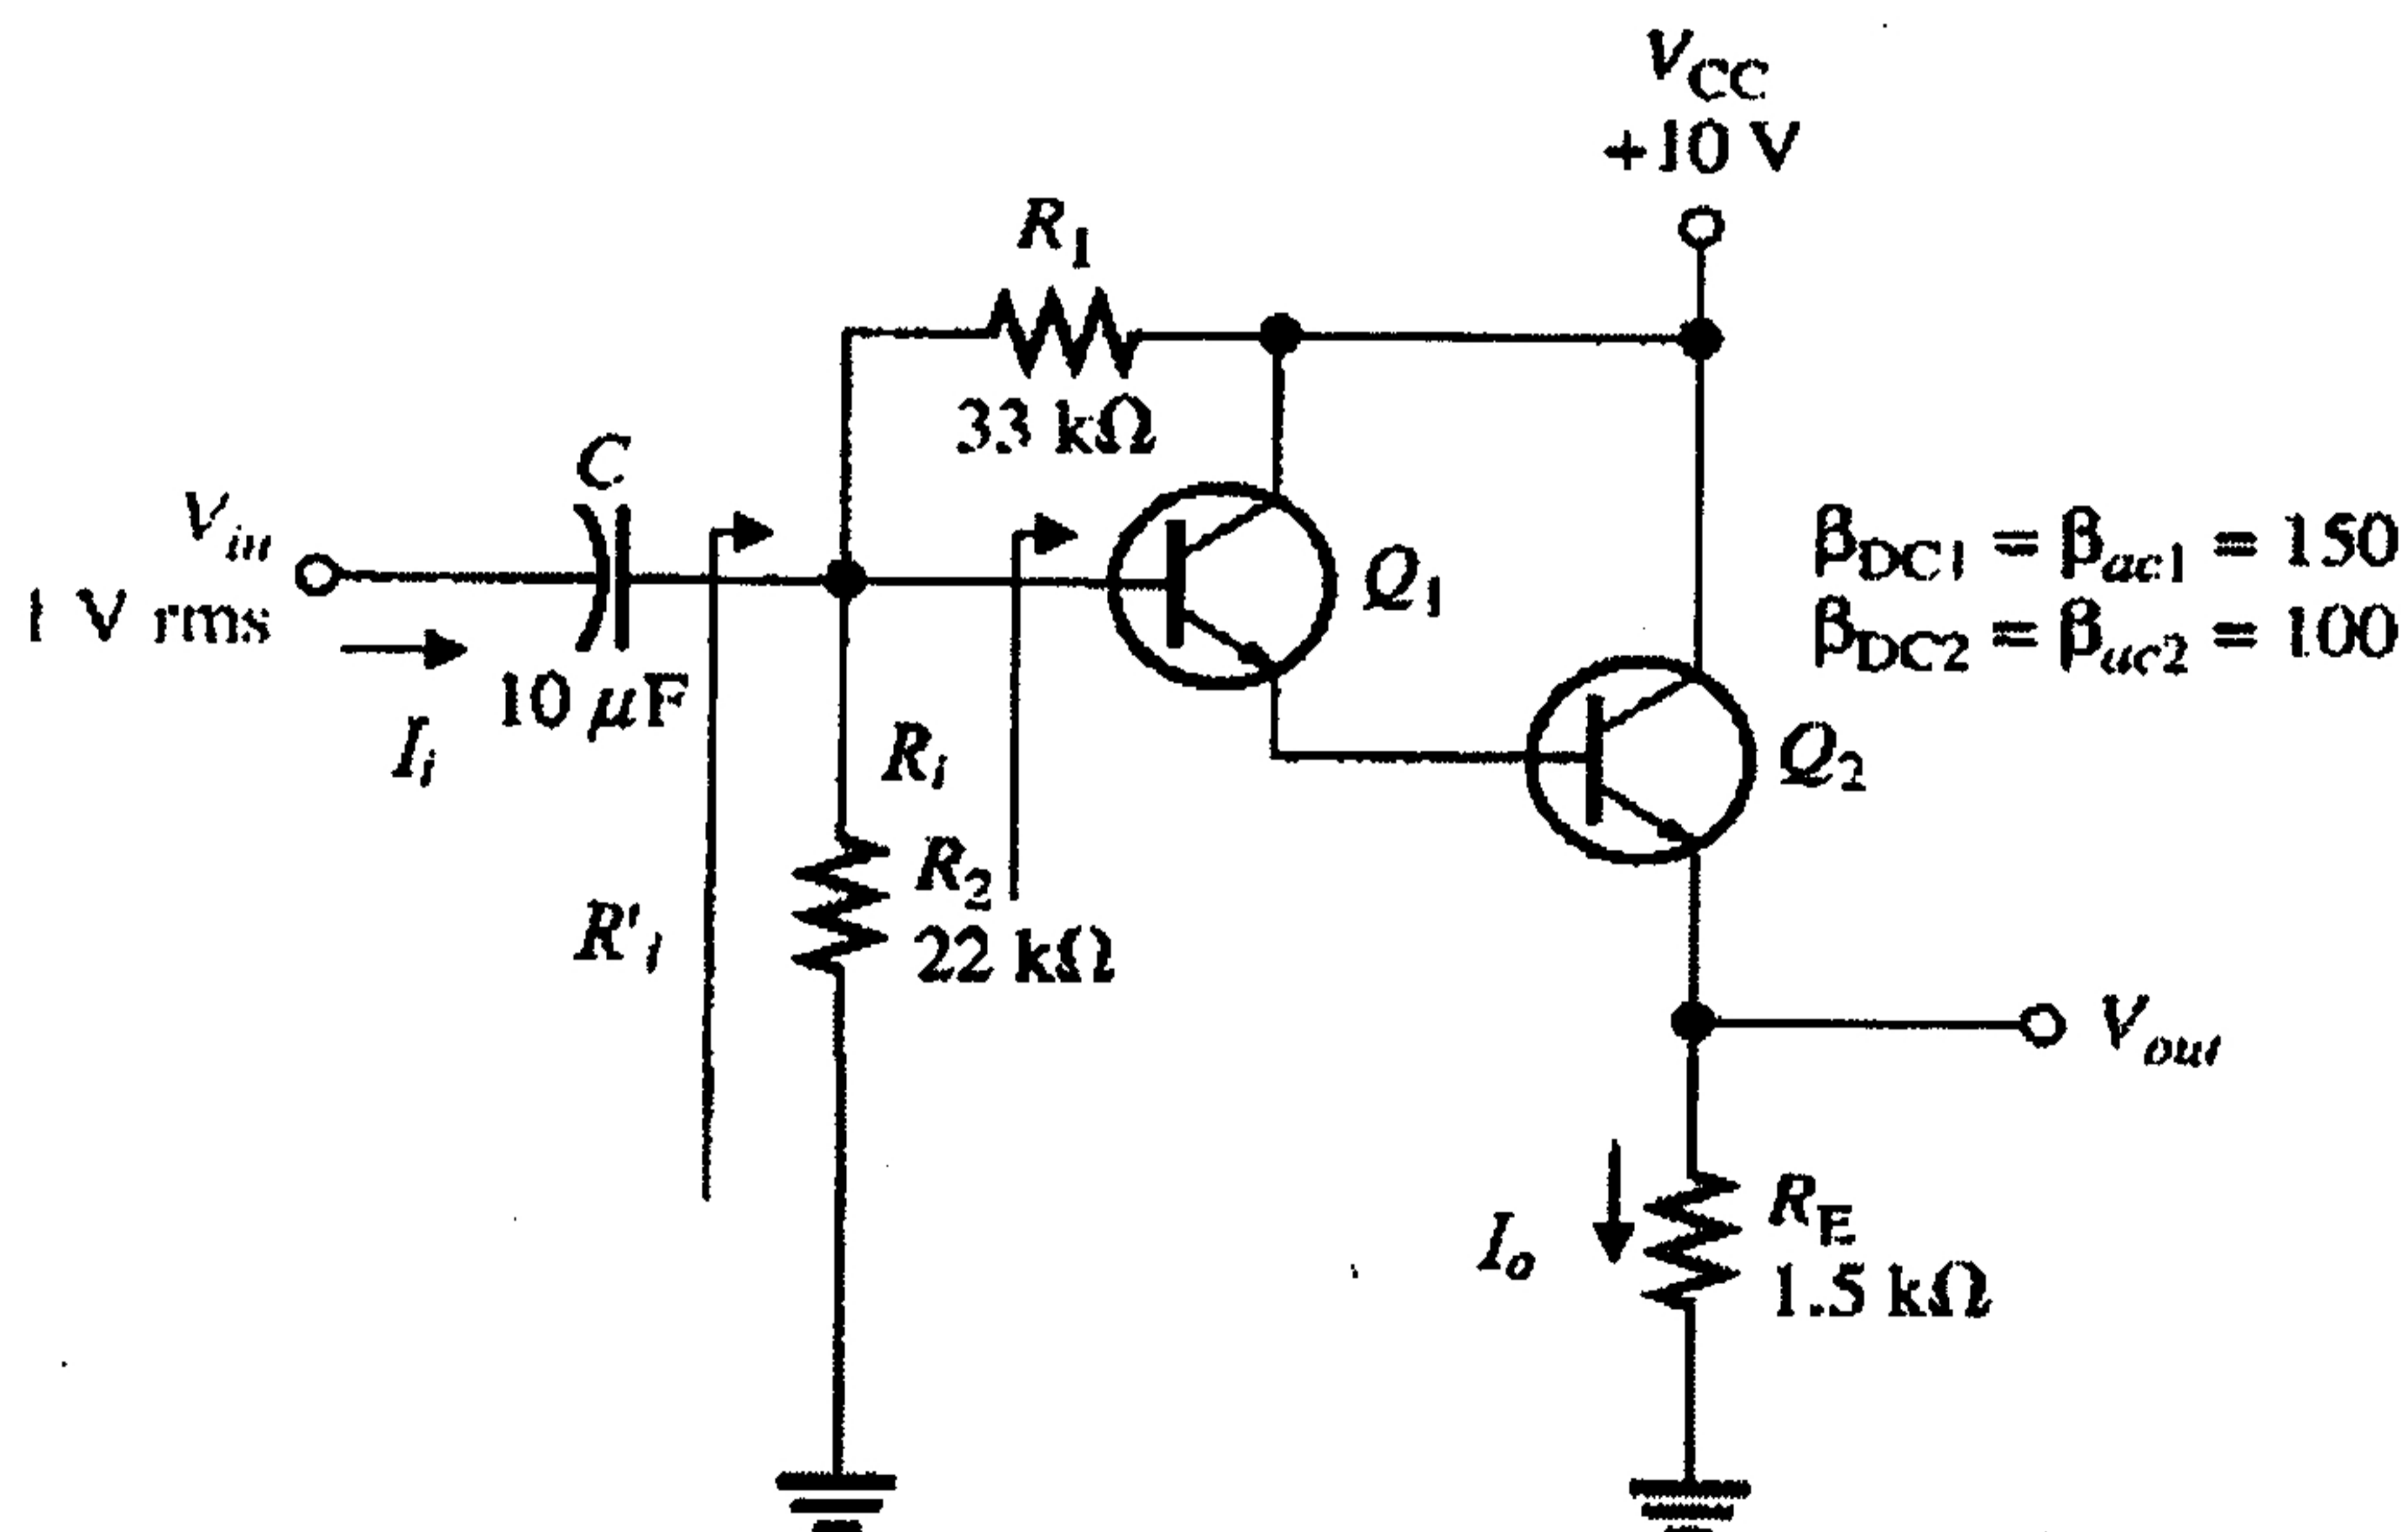 V_CC
+10 V
R_1
33 kΩ
C
V_in
1 V rms
10 μF
I_i
Q_1
β_DC1 = β_ac1 = 150
β_DC2 = β_ac2 = 100
R_i
Q_2
R_2
22 kΩ
R'_i
V_out
I_o
R_E
1.5 kΩ